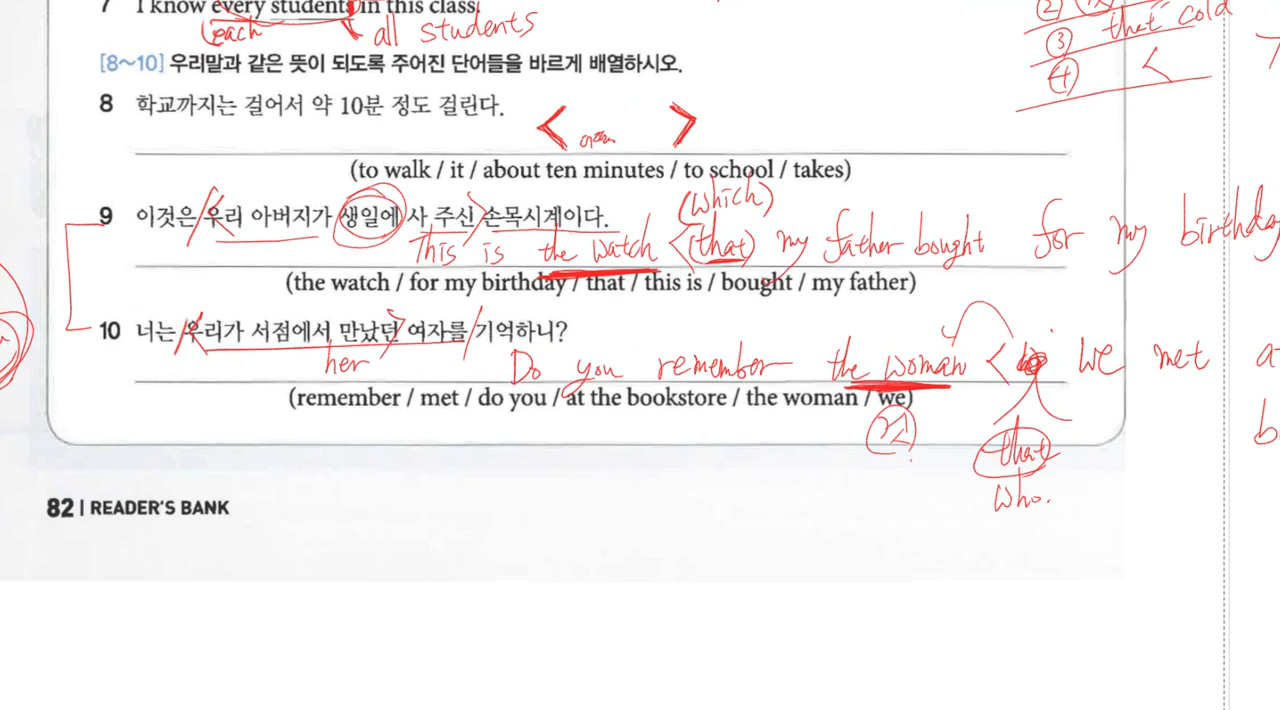 7 I know every students in this class.
(each
all students
②
③ that cold
④ <
[8~10] 우리말과 같은 뜻이 되도록 주어진 단어들을 바르게 배열하시오.
8 학교까지는 걸어서 약 10분 정도 걸린다.
(to walk / it / about ten minutes / to school / takes)
9 이것은 우리 아버지가 생일에 사 주신 손목시계이다.
(which)
This is the watch <(that) my father bought for my birthday
(the watch / for my birthday / that / this is / bought / my father)
10 너는 우리가 서점에서 만났던 여자를 기억하니?
her
Do you remember the woman < we met a
(remember / met / do you / at the bookstore / the woman / we)
b
that
who.
82 | READER'S BANK